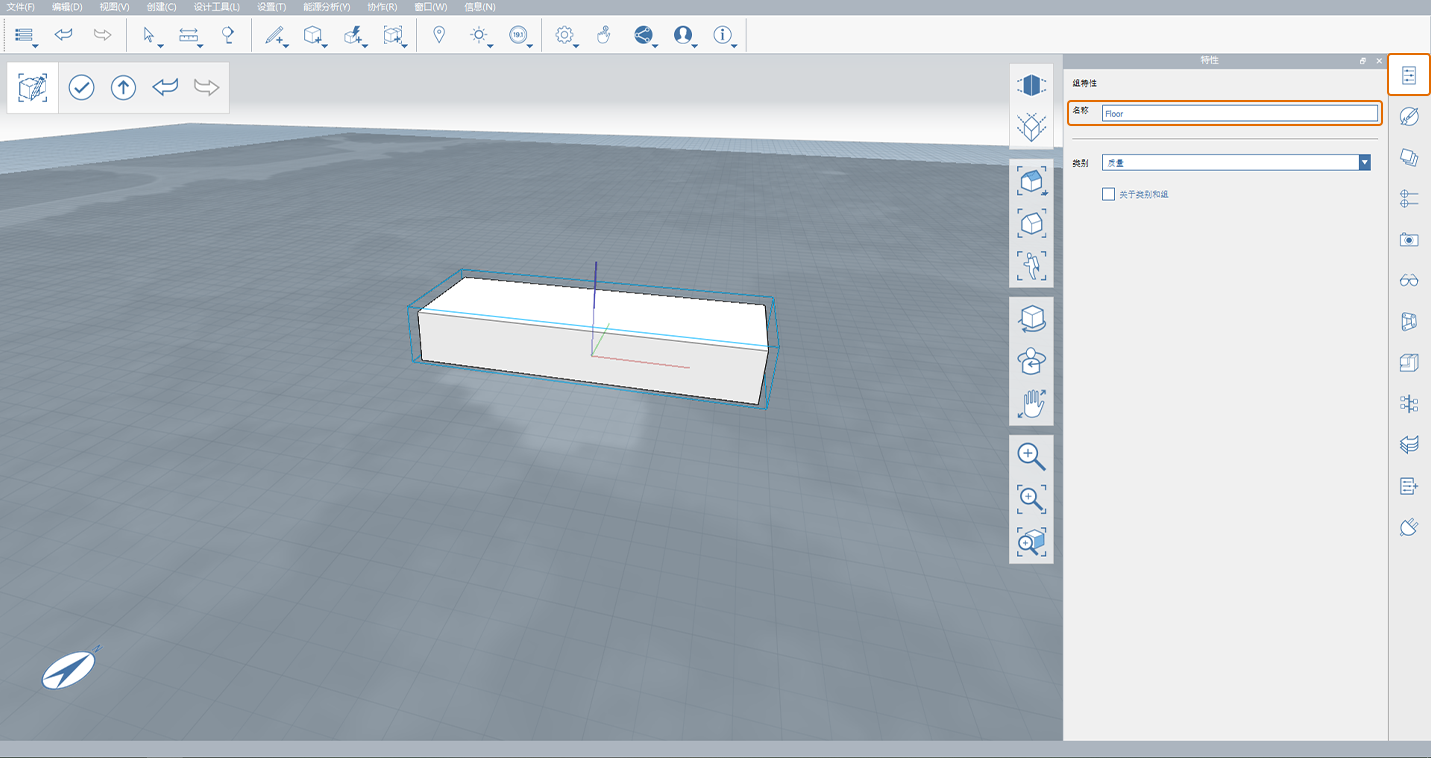 文件(F) 编辑(D) 视图(V) 创建(C) 设计工具(L) 设置(T) 能源分析(Y) 协作(R) 窗口(W) 信息(N)
19:1
特性
组特性
名称 Floor
类别 质量
关于类别和组
N